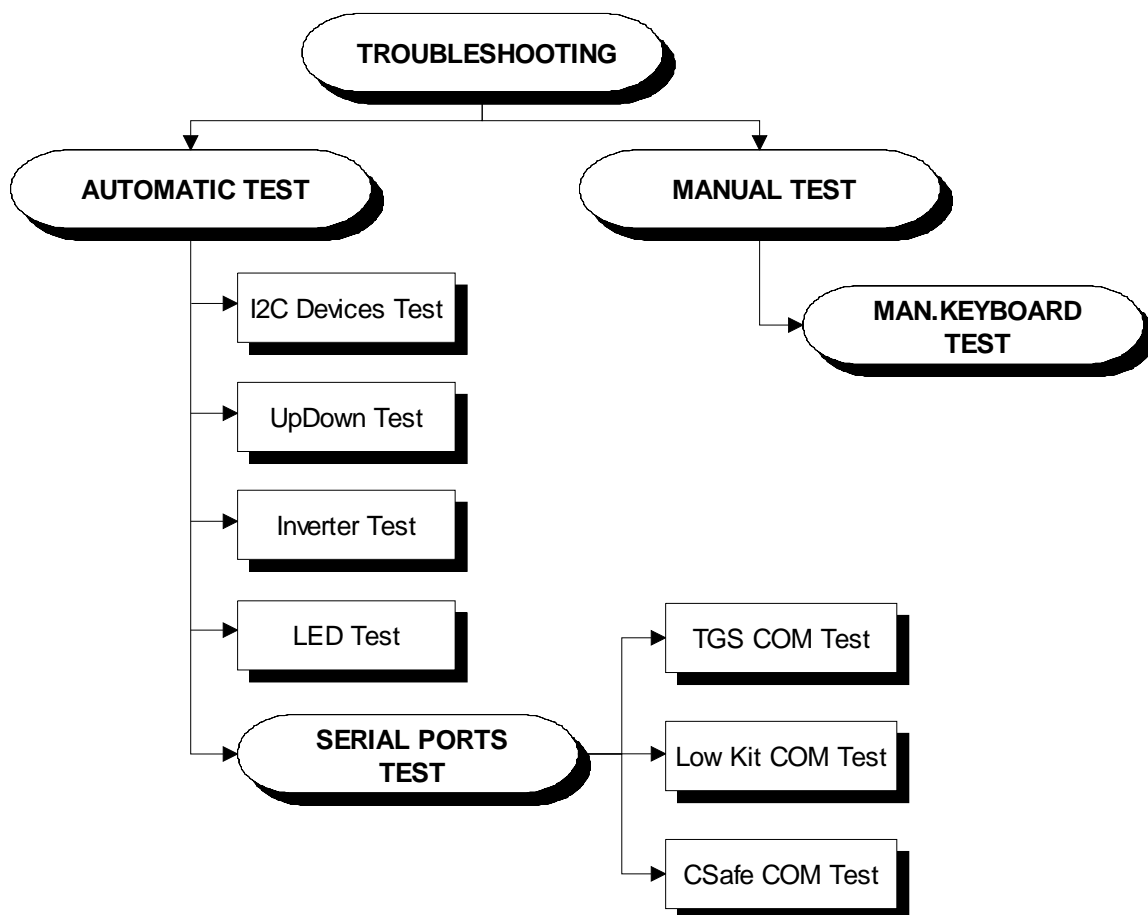 TROUBLESHOOTING
AUTOMATIC TEST
MANUAL TEST
I2C Devices Test
MAN.KEYBOARD
TEST
UpDown Test
Inverter Test
LED Test
SERIAL PORTS
TEST
TGS COM Test
Low Kit COM Test
CSafe COM Test